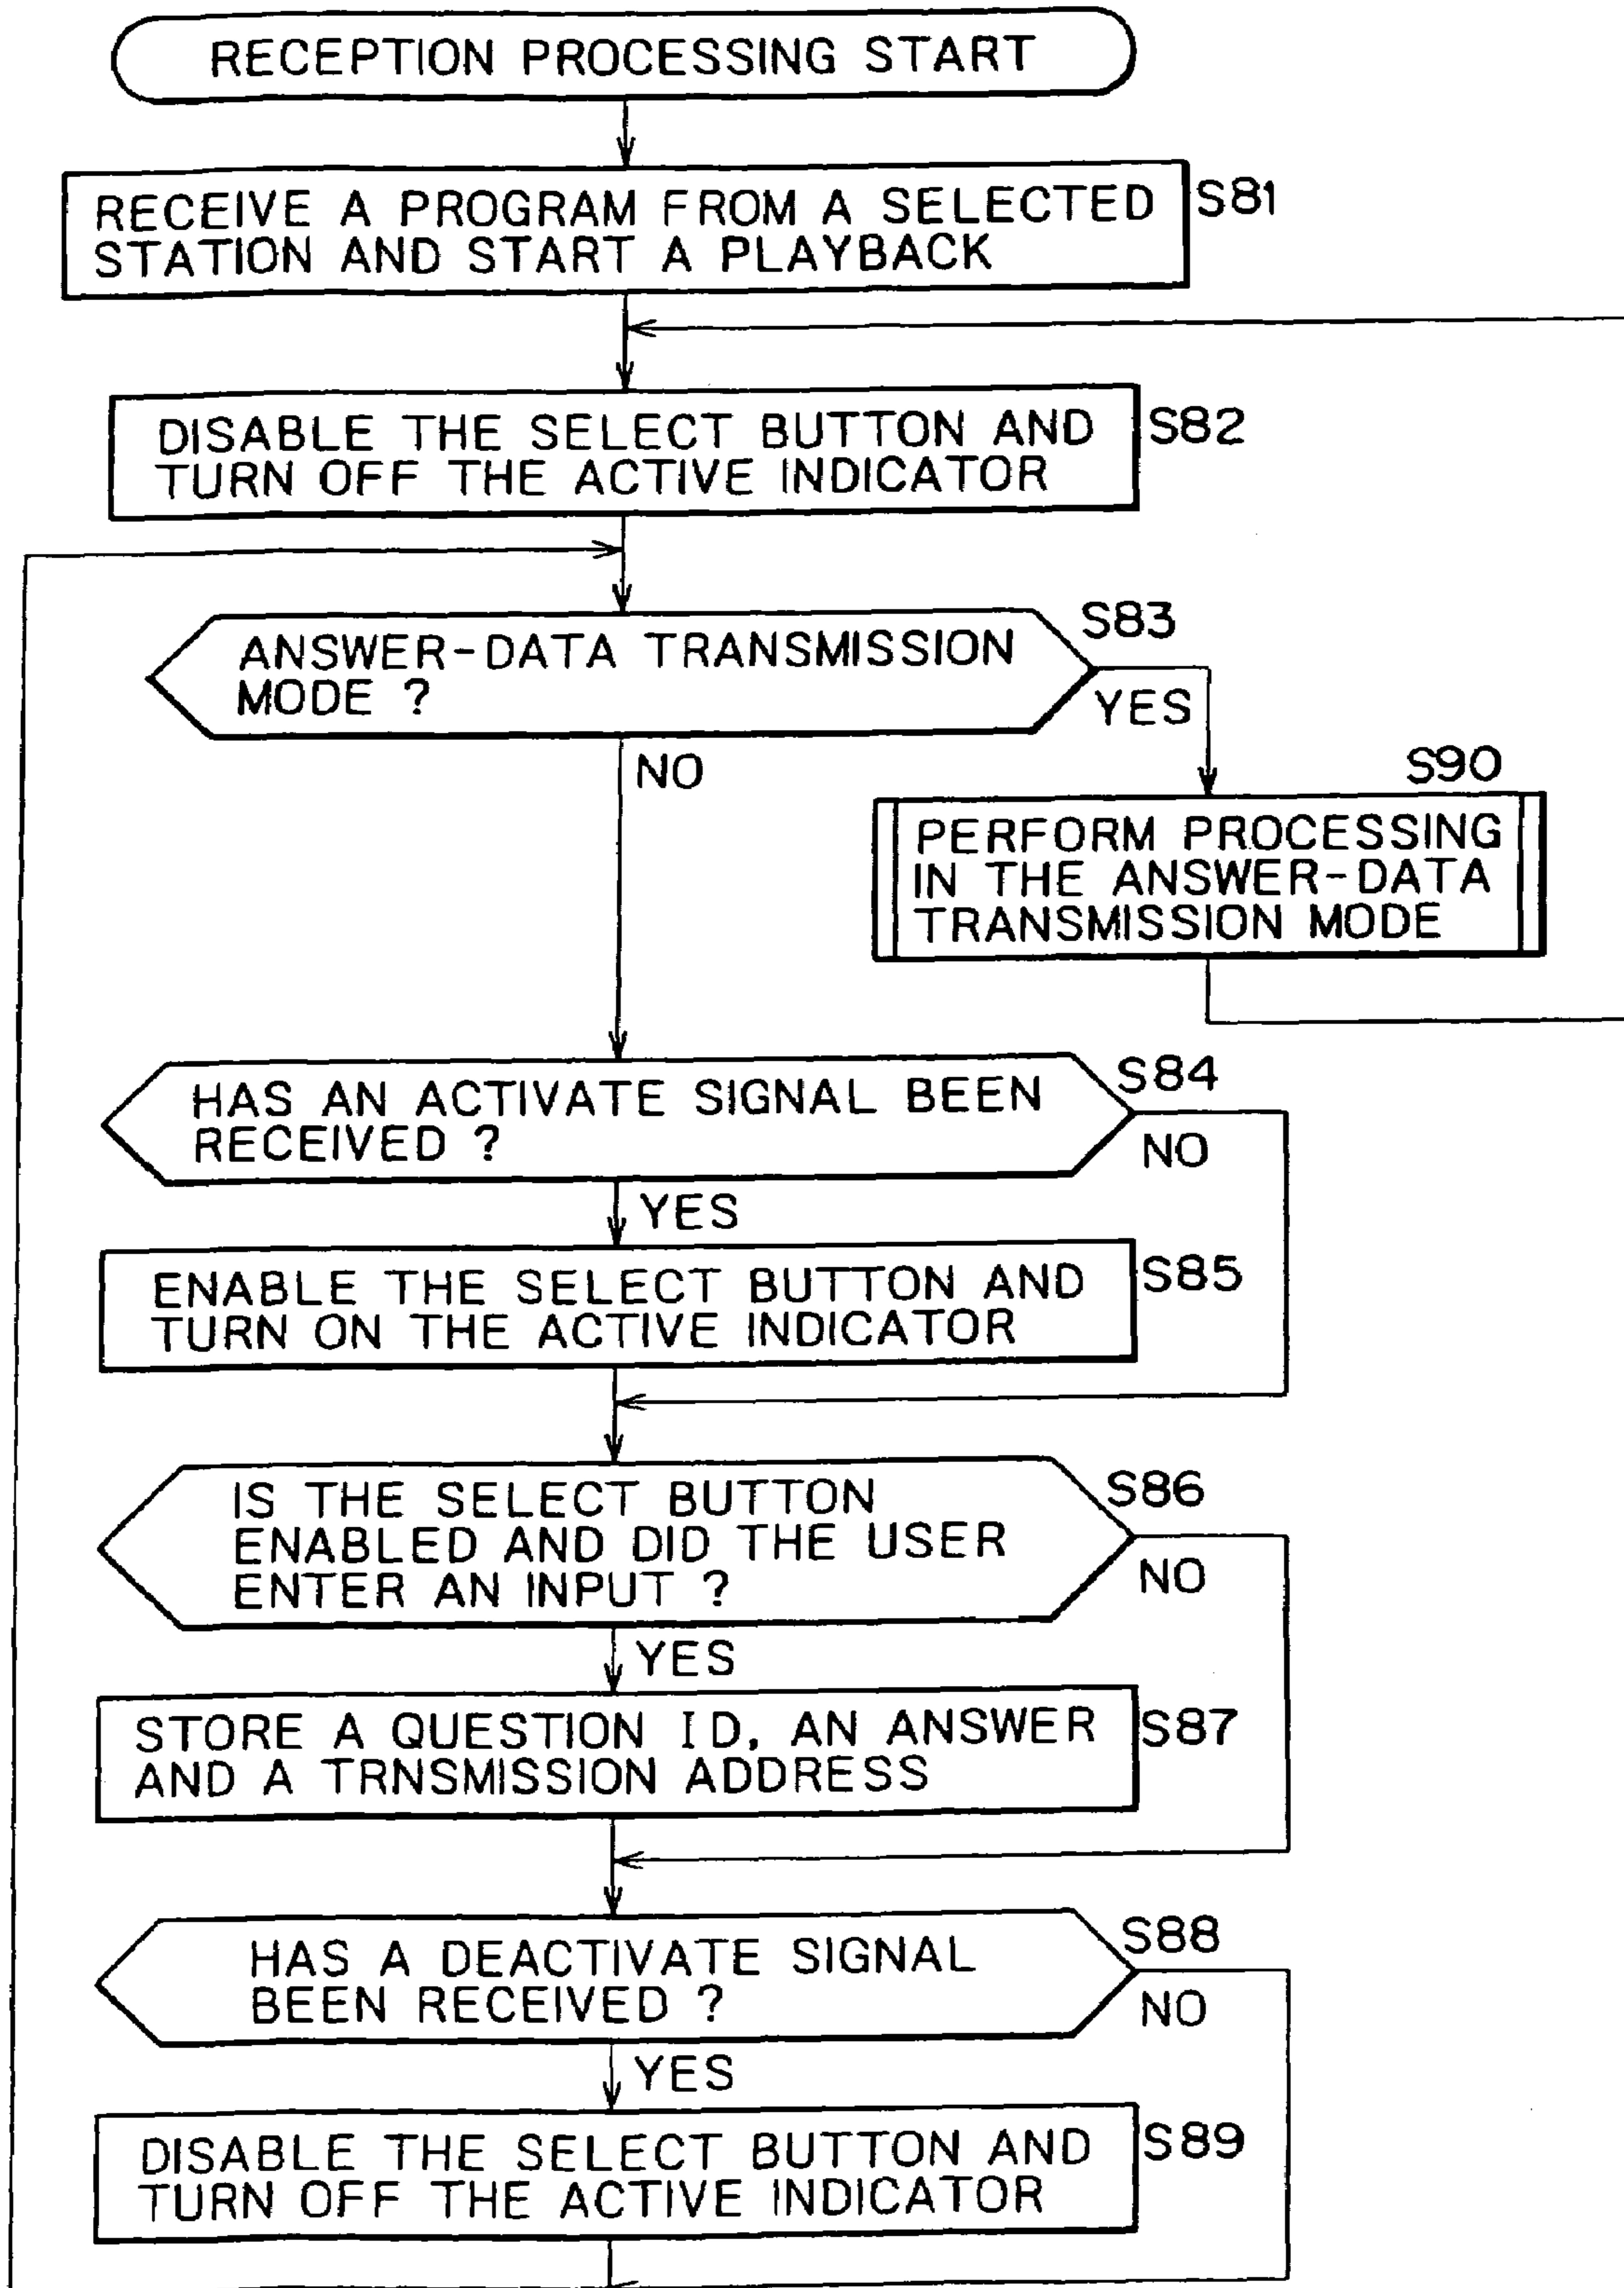 RECEPTION PROCESSING START
RECEIVE A PROGRAM FROM A SELECTED
STATION AND START A PLAYBACK
S81
DISABLE THE SELECT BUTTON AND
TURN OFF THE ACTIVE INDICATOR
S82
ANSWER-DATA TRANSMISSION
MODE ?
S83
YES
NO
S90
PERFORM PROCESSING
IN THE ANSWER-DATA
TRANSMISSION MODE
HAS AN ACTIVATE SIGNAL BEEN
RECEIVED ?
S84
NO
YES
ENABLE THE SELECT BUTTON AND
TURN ON THE ACTIVE INDICATOR
S85
IS THE SELECT BUTTON
ENABLED AND DID THE USER
ENTER AN INPUT ?
S86
NO
YES
STORE A QUESTION ID, AN ANSWER
AND A TRNSMISSION ADDRESS
S87
HAS A DEACTIVATE SIGNAL
BEEN RECEIVED ?
S88
NO
YES
DISABLE THE SELECT BUTTON AND
TURN OFF THE ACTIVE INDICATOR
S89